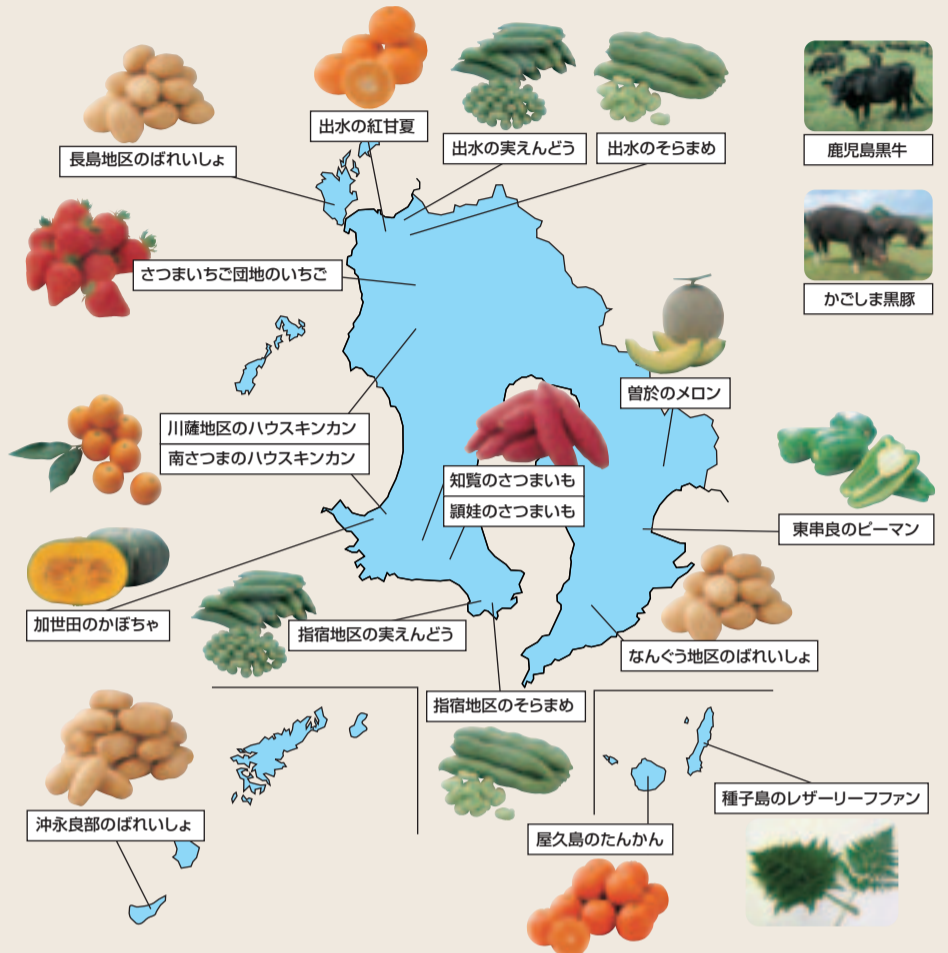 出水の紅甘夏
出水の実えんどう
出水のそらまめ
鹿児島黒牛
長島地区のばれいしょ
かごしま黒豚
さつまいちご団地のいちご
曽於のメロン
川薩地区のハウスキンカン
南さつまのハウスキンカン
知覧のさつまいも
頴娃のさつまいも
東串良のピーマン
加世田のかぼちゃ
指宿地区の実えんどう
なんぐう地区のばれいしょ
指宿地区のそらまめ
種子島のレザーリーフファン
沖永良部のばれいしょ
屋久島のたんかん